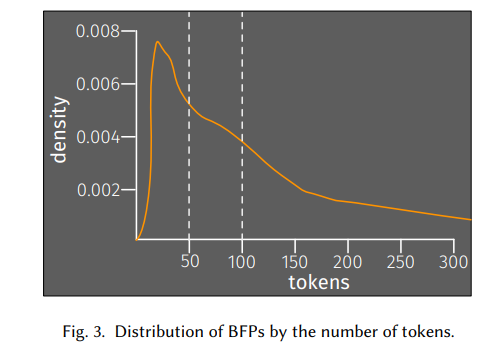 0.008
0.006
0.004
0.002
density
50 100 150 200 250 300
tokens
Fig. 3. Distribution of BFPs by the number of tokens.